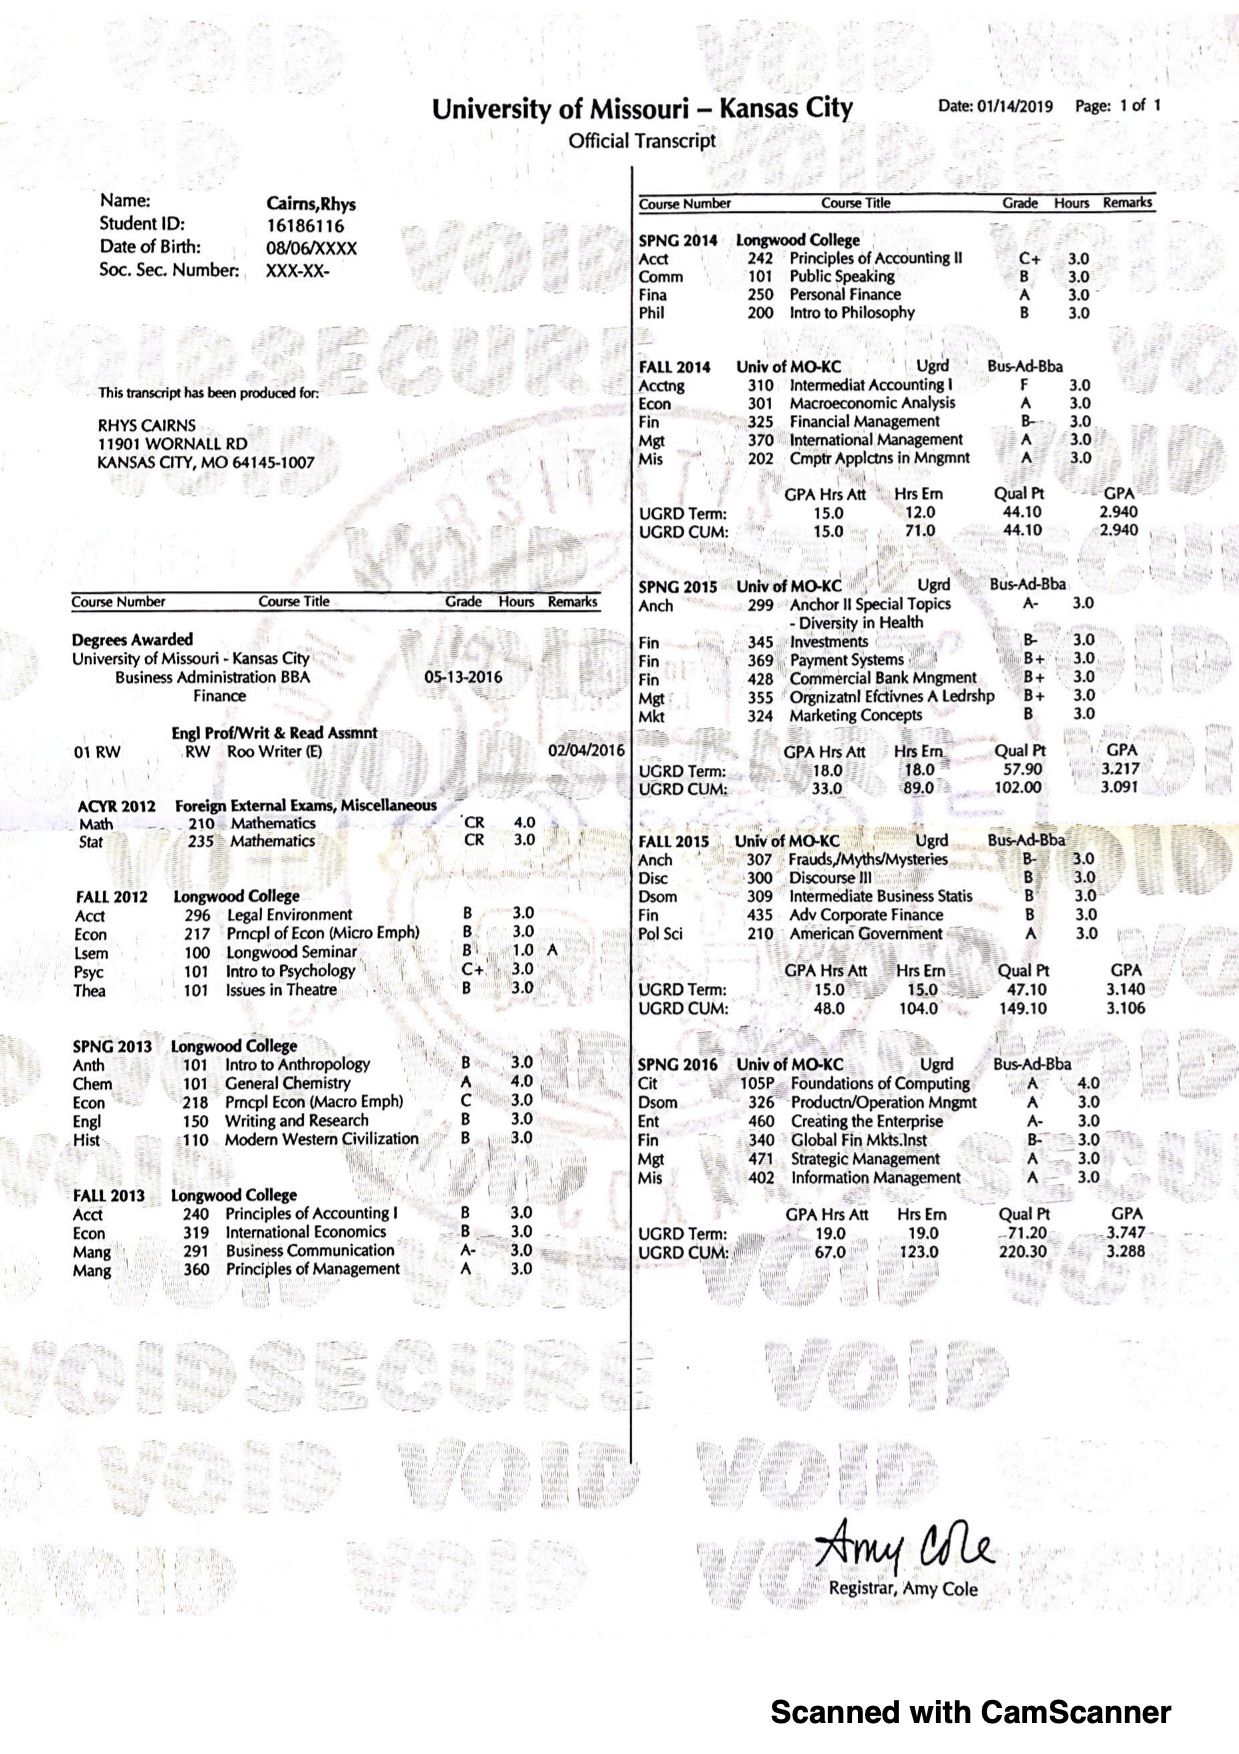 University of Missouri – Kansas City
Official Transcript
Date: 01/14/2019 Page: 1 of 1
Name: Cairns,Rhys
Student ID: 16186116
Date of Birth: 08/06/XXXX
Soc. Sec. Number: XXX-XX-
This transcript has been produced for:
RHYS CAIRNS
11901 WORNALL RD
KANSAS CITY, MO 64145-1007
Course Number Course Title Grade Hours Remarks
Degrees Awarded
University of Missouri - Kansas City
Business Administration BBA 05-13-2016
Finance
Engl Prof/Writ & Read Assmnt
01 RW RW Roo Writer (E) 02/04/2016
ACYR 2012 Foreign External Exams, Miscellaneous
Math 210 Mathematics CR 4.0
Stat 235 Mathematics CR 3.0
FALL 2012 Longwood College
Acct 296 Legal Environment B 3.0
Econ 217 Prncpl of Econ (Micro Emph) B 3.0
Lsem 100 Longwood Seminar B 1.0 A
Psyc 101 Intro to Psychology C+ 3.0
Thea 101 Issues in Theatre B 3.0
SPNG 2013 Longwood College
Anth 101 Intro to Anthropology B 3.0
Chem 101 General Chemistry A 4.0
Econ 218 Prncpl Econ (Macro Emph) C 3.0
Engl 150 Writing and Research B 3.0
Hist 110 Modern Western Civilization B 3.0
FALL 2013 Longwood College
Acct 240 Principles of Accounting I B 3.0
Econ 319 International Economics B 3.0
Mang 291 Business Communication A- 3.0
Mang 360 Principles of Management A 3.0
Course Number Course Title Grade Hours Remarks
SPNG 2014 Longwood College
Acct 242 Principles of Accounting II C+ 3.0
Comm 101 Public Speaking B 3.0
Fina 250 Personal Finance A 3.0
Phil 200 Intro to Philosophy B 3.0
FALL 2014 Univ of MO-KC Ugrd Bus-Ad-Bba
Acctng 310 Intermediat Accounting I F 3.0
Econ 301 Macroeconomic Analysis A 3.0
Fin 325 Financial Management B- 3.0
Mgt 370 International Management A 3.0
Mis 202 Cmptr Applctns in Mngmnt A 3.0
GPA Hrs Att Hrs Ern Qual Pt GPA
UGRD Term: 15.0 12.0 44.10 2.940
UGRD CUM: 15.0 71.0 44.10 2.940
SPNG 2015 Univ of MO-KC Ugrd Bus-Ad-Bba
Anch 299 Anchor II Special Topics A- 3.0
- Diversity in Health
Fin 345 Investments B- 3.0
Fin 369 Payment Systems B+ 3.0
Fin 428 Commercial Bank Mngment B+ 3.0
Mgt 355 Orgnizatnl Efctivnes A Ledrshp B+ 3.0
Mkt 324 Marketing Concepts B 3.0
GPA Hrs Att Hrs Ern Qual Pt GPA
UGRD Term: 18.0 18.0 57.90 3.217
UGRD CUM: 33.0 89.0 102.00 3.091
FALL 2015 Univ of MO-KC Ugrd Bus-Ad-Bba
Anch 307 Frauds,/Myths/Mysteries B- 3.0
Disc 300 Discourse III B 3.0
Dsom 309 Intermediate Business Statis B 3.0
Fin 435 Adv Corporate Finance B 3.0
Pol Sci 210 American Government A 3.0
GPA Hrs Att Hrs Ern Qual Pt GPA
UGRD Term: 15.0 15.0 47.10 3.140
UGRD CUM: 48.0 104.0 149.10 3.106
SPNG 2016 Univ of MO-KC Ugrd Bus-Ad-Bba
Cit 105P Foundations of Computing A 4.0
Dsom 326 Productn/Operation Mngmt A 3.0
Ent 460 Creating the Enterprise A- 3.0
Fin 340 Global Fin Mkts.Inst B- 3.0
Mgt 471 Strategic Management A 3.0
Mis 402 Information Management A 3.0
GPA Hrs Att Hrs Ern Qual Pt GPA
UGRD Term: 19.0 19.0 71.20 3.747
UGRD CUM: 67.0 123.0 220.30 3.288
Amy Cole
Registrar, Amy Cole
Scanned with CamScanner